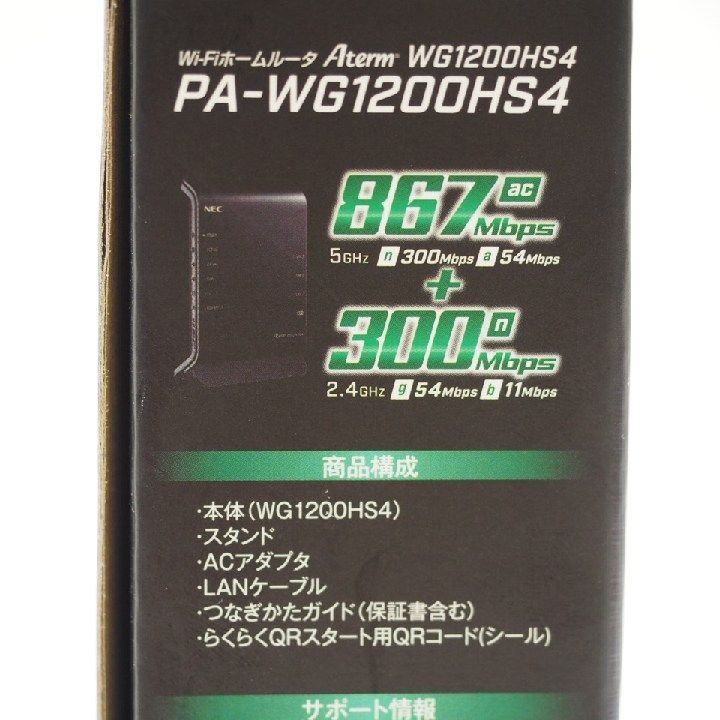 Wi-Fiホームルータ Aterm WG1200HS4
PA-WG1200HS4
NEC
867 Mbps ac
5GHz n 300Mbps a 54Mbps
+
300 Mbps n
2.4GHz g 54Mbps b 11Mbps
商品構成
・本体(WG1200HS4)
・スタンド
・ACアダプタ
・LANケーブル
・つなぎかたガイド(保証書含む)
・らくらくQRスタート用QRコード(シール)
サポート情報